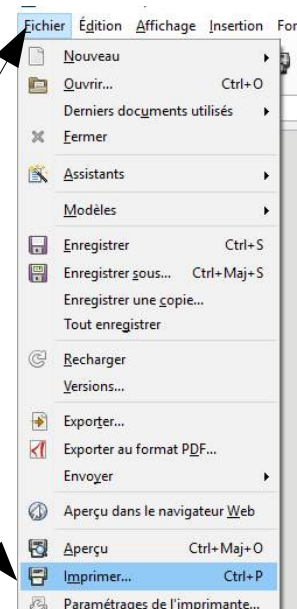 Fichier Édition Affichage Insertion For
Nouveau
Ouvrir... Ctrl+O
Derniers documents utilisés
Fermer
Assistants
Modèles
Enregistrer Ctrl+S
Enregistrer sous... Ctrl+Maj+S
Enregistrer une copie...
Tout enregistrer
Recharger
Versions...
Exporter...
Exporter au format PDF...
Envoyer
Aperçu dans le navigateur Web
Aperçu Ctrl+Maj+O
Imprimer... Ctrl+P
Paramétrages de l'imprimante...